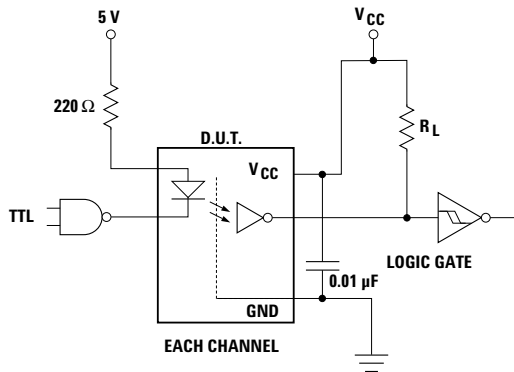 5 V
V CC
220 Ω
D.U.T.
R L
V CC
TTL
LOGIC GATE
0.01 µF
GND
EACH CHANNEL